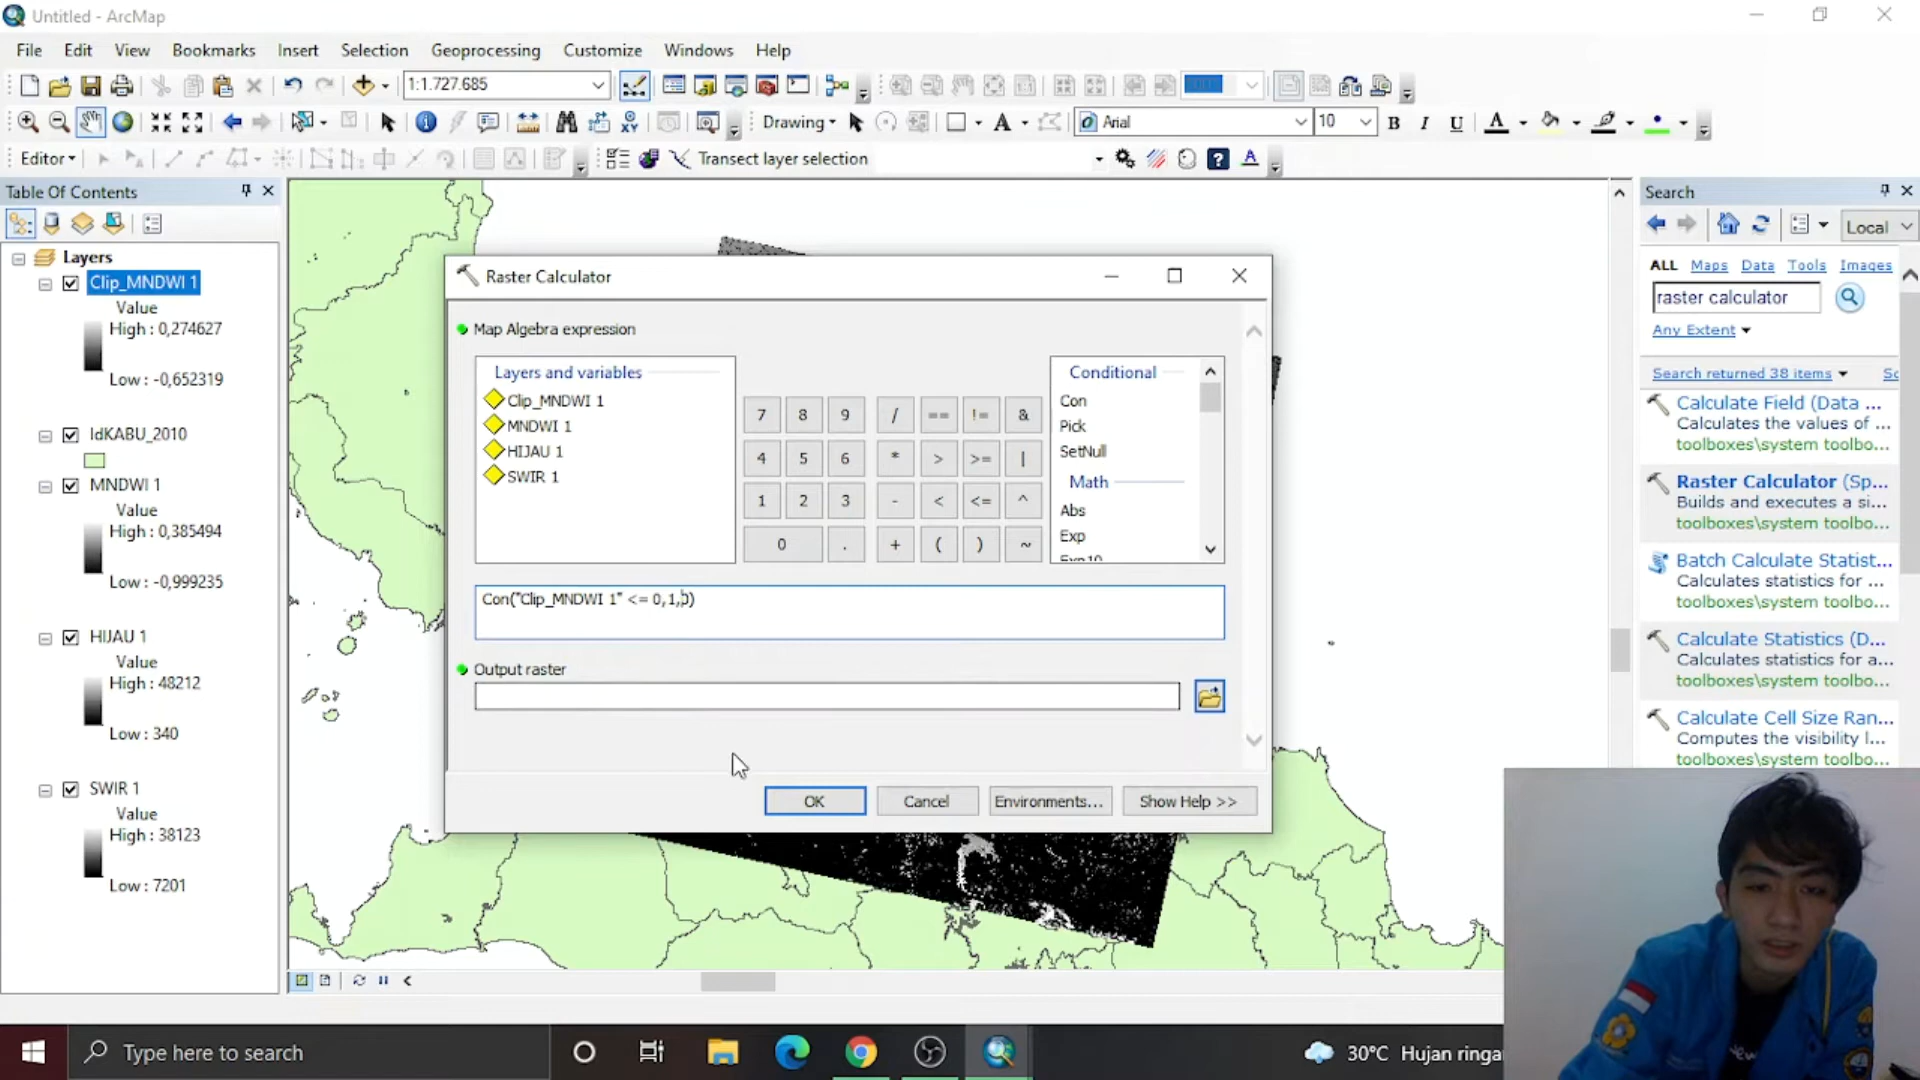 Untitled - ArcMap
File Edit View Bookmarks Insert Selection Geoprocessing Customize Windows Help
1:1.727.685
Drawing Arial 10 B I U A
Editor Transect layer selection
Table Of Contents
Layers
Clip_MNDWI 1
Value
High : 0,274627
Low : -0,652319
IdKABU_2010
MNDWI 1
Value
High : 0,385494
Low : -0,999235
HIJAU 1
Value
High : 48212
Low : 340
SWIR 1
Value
High : 38123
Low : 7201
Raster Calculator
Map Algebra expression
Layers and variables
Clip_MNDWI 1
MNDWI 1
HIJAU 1
SWIR 1
7 8 9 / == != &
4 5 6 * > >= |
1 2 3 - < <= ^
0 . + ( ) ~
Conditional
Con
Pick
SetNull
Math
Abs
Exp
Exp10
Con("Clip_MNDWI 1" <= 0,1,0)
Output raster
OK Cancel Environments... Show Help >>
Search
Local
ALL Maps Data Tools Images
raster calculator
Any Extent
Search returned 38 items
Calculate Field (Data ...
Calculates the values of ...
toolboxes\system toolbo...
Raster Calculator (Sp...
Builds and executes a si...
toolboxes\system toolbo...
Batch Calculate Statist...
Calculates statistics for ...
toolboxes\system toolbo...
Calculate Statistics (D...
Calculates statistics for a...
toolboxes\system toolbo...
Calculate Cell Size Ran...
Computes the visibility l...
toolboxes\system toolbo...
Type here to search
30°C Hujan ringa